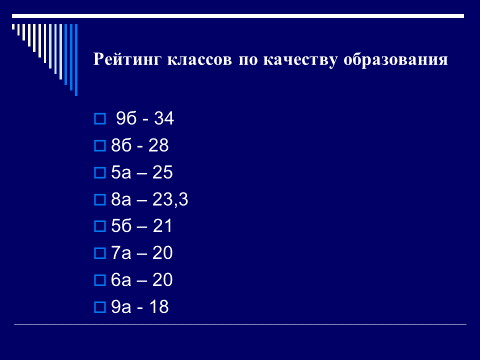 Рейтинг классов по качеству образования
9б - 34
8б - 28
5а – 25
8а – 23,3
5б – 21
7а – 20
6а – 20
9а - 18